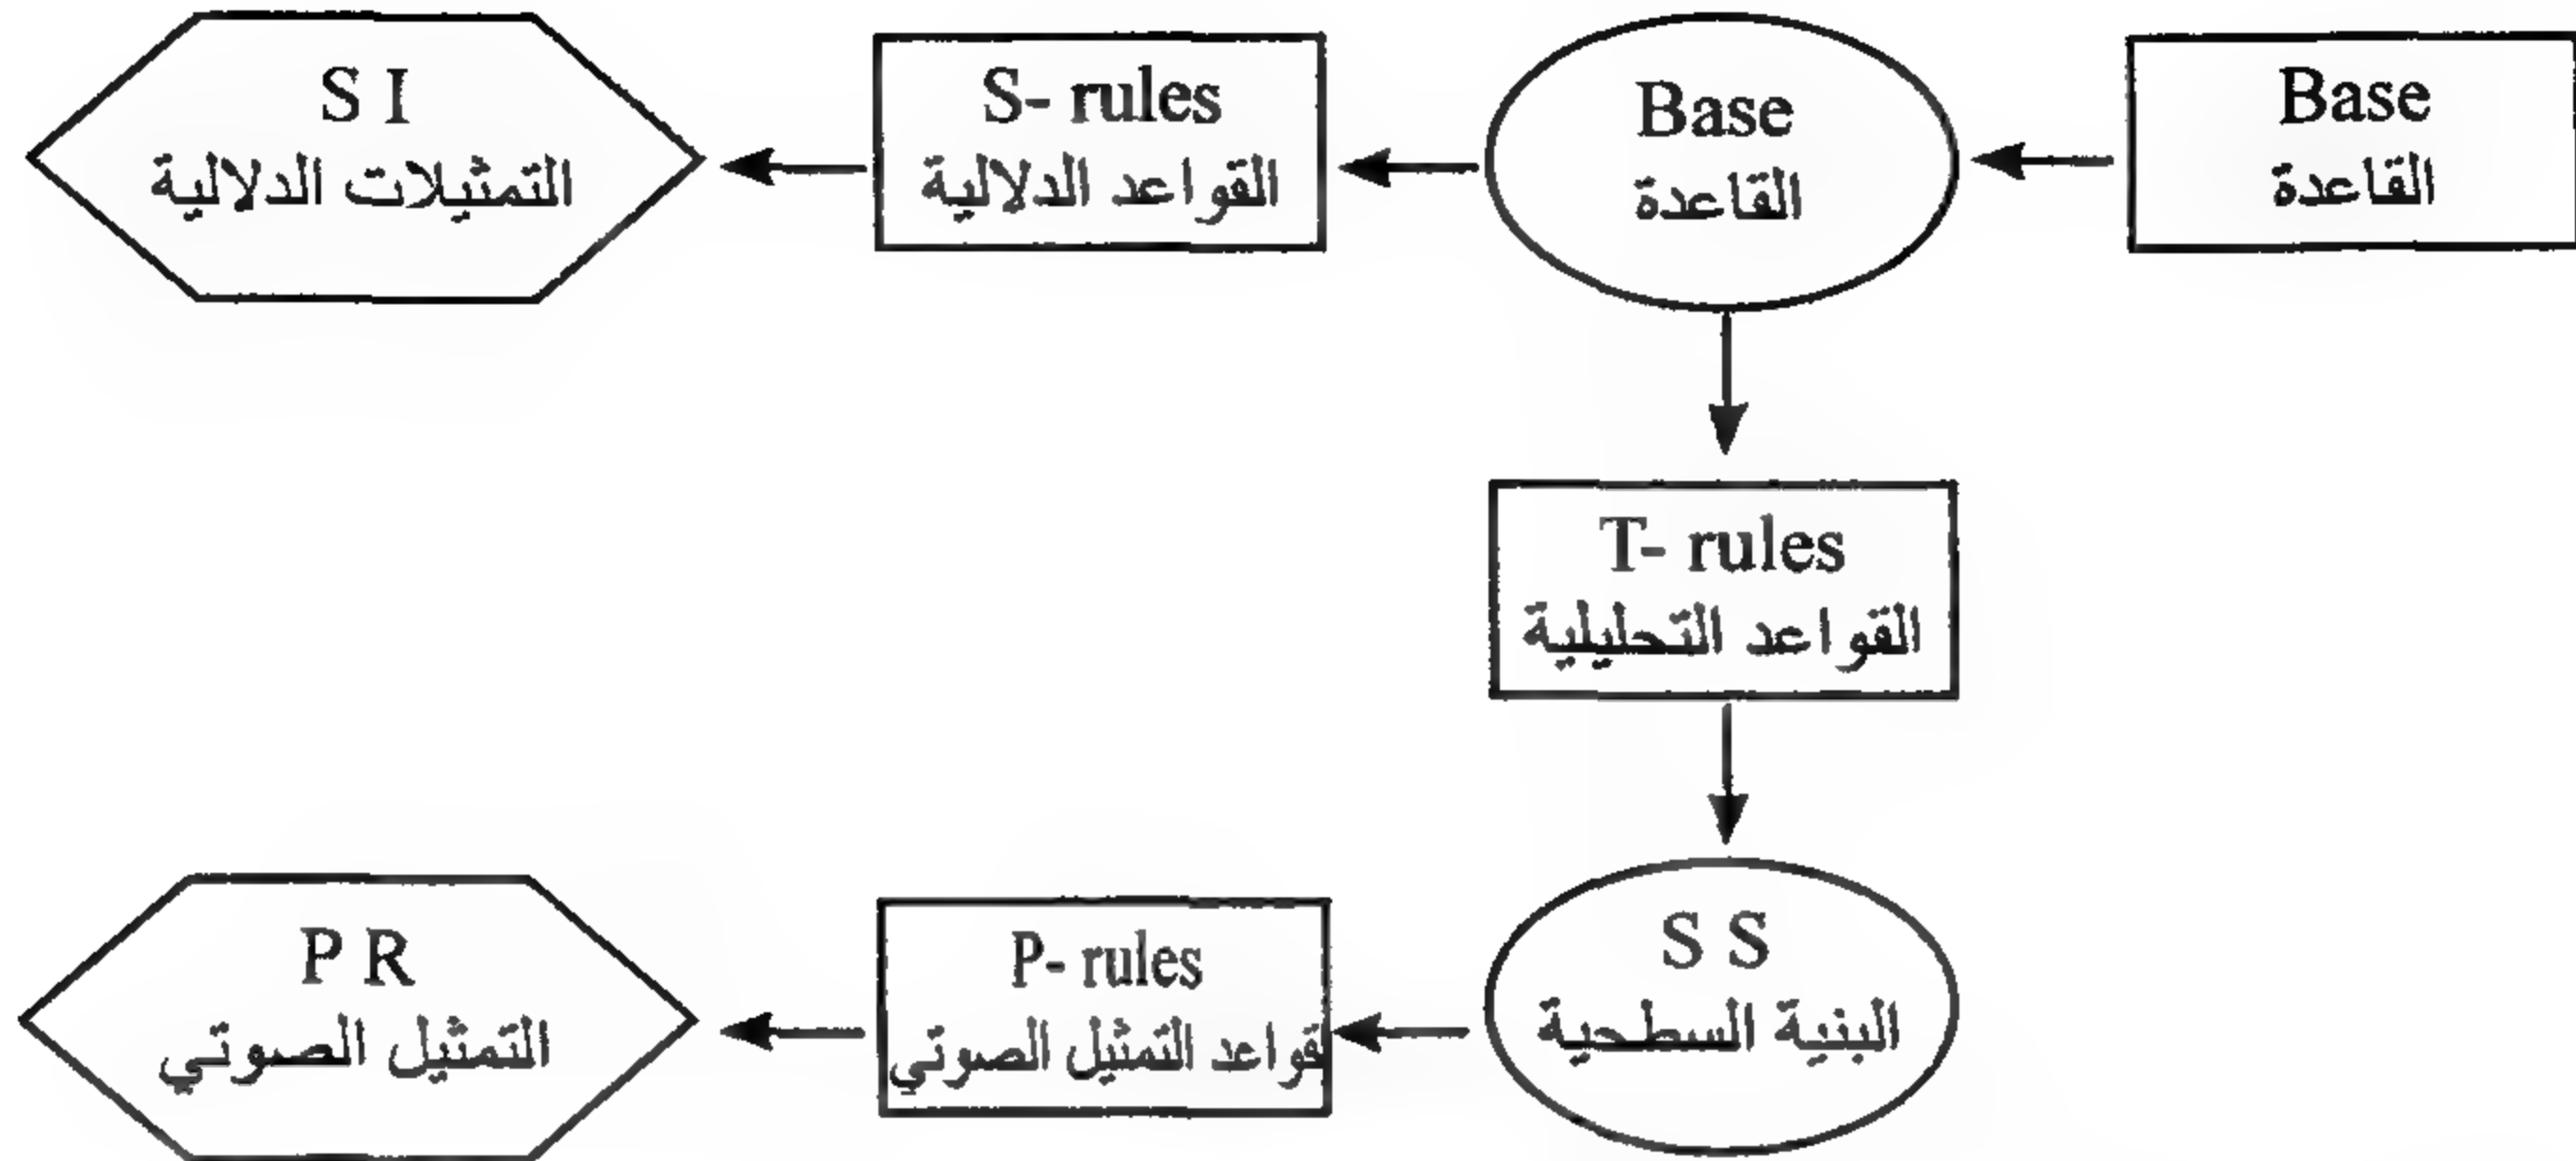 Base
القاعدة
Base
القاعدة
S- rules
القواعد الدلالية
S I
التمثيلات الدلالية
T- rules
القواعد التحليلية
S S
البنية السطحية
P- rules
لقواعد التمثيل الصوتي
P R
التمثيل الصوتي